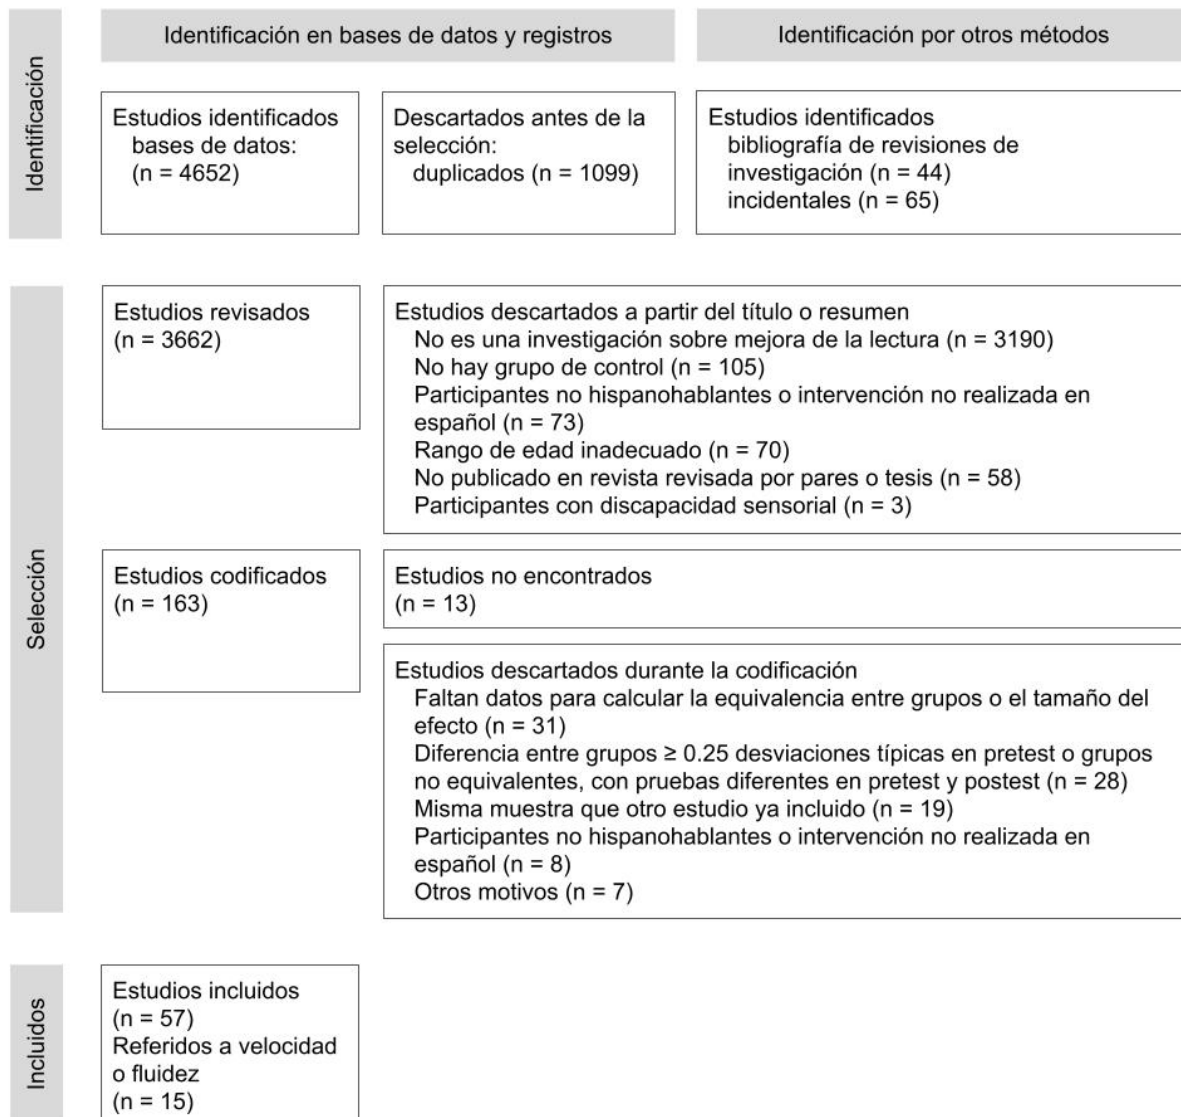 Identificación en bases de datos y registros
Identificación por otros métodos
Identificación
Estudios identificados
bases de datos:
(n = 4652)
Descartados antes de la
selección:
duplicados (n = 1099)
Estudios identificados
bibliografía de revisiones de
investigación (n = 44)
incidentales (n = 65)
Selección
Estudios revisados
(n = 3662)
Estudios descartados a partir del título o resumen
No es una investigación sobre mejora de la lectura (n = 3190)
No hay grupo de control (n = 105)
Participantes no hispanohablantes o intervención no realizada en
español (n = 73)
Rango de edad inadecuado (n = 70)
No publicado en revista revisada por pares o tesis (n = 58)
Participantes con discapacidad sensorial (n = 3)
Estudios codificados
(n = 163)
Estudios no encontrados
(n = 13)
Estudios descartados durante la codificación
Faltan datos para calcular la equivalencia entre grupos o el tamaño del
efecto (n = 31)
Diferencia entre grupos ≥ 0.25 desviaciones típicas en pretest o grupos
no equivalentes, con pruebas diferentes en pretest y postest (n = 28)
Misma muestra que otro estudio ya incluido (n = 19)
Participantes no hispanohablantes o intervención no realizada en
español (n = 8)
Otros motivos (n = 7)
Incluidos
Estudios incluidos
(n = 57)
Referidos a velocidad
o fluidez
(n = 15)